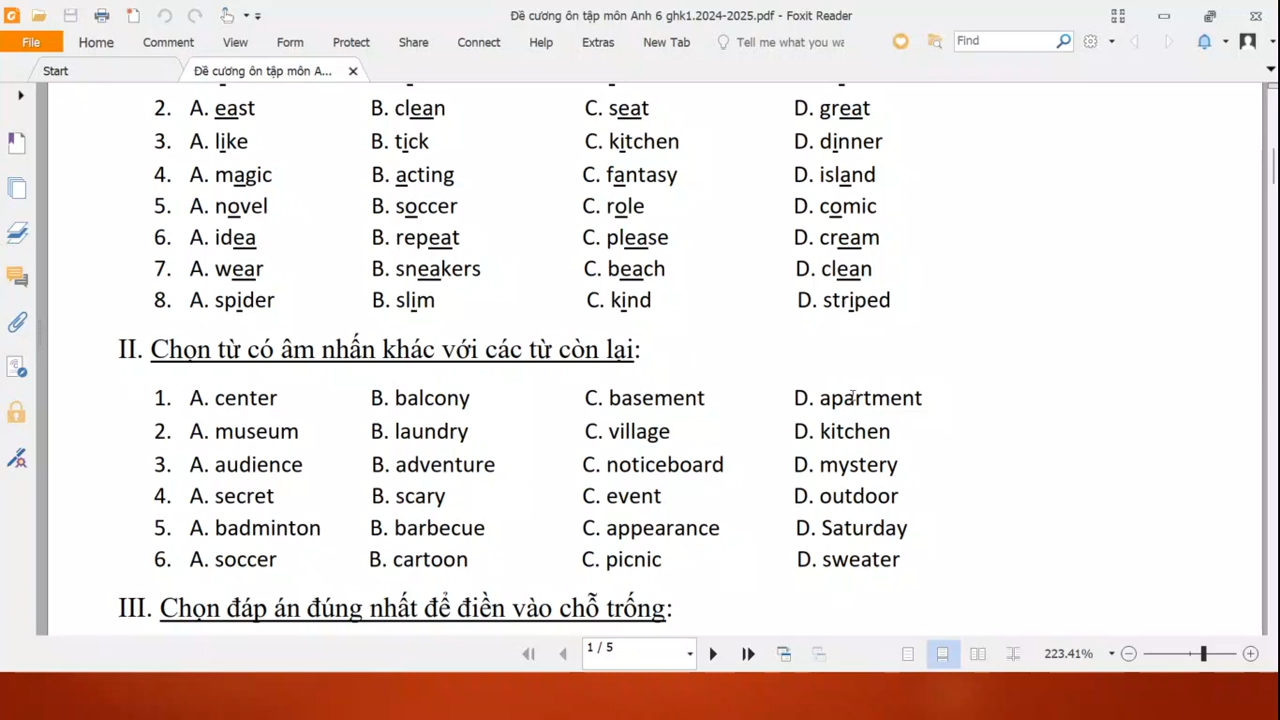 Đề cương ôn tập môn Anh 6 ghk1.2024-2025.pdf - Foxit Reader
File Home Comment View Form Protect Share Connect Help Extras New Tab Tell me what you wa Find
Start Đề cương ôn tập môn A...
2. A. east B. clean C. seat D. great
3. A. like B. tick C. kitchen D. dinner
4. A. magic B. acting C. fantasy D. island
5. A. novel B. soccer C. role D. comic
6. A. idea B. repeat C. please D. cream
7. A. wear B. sneakers C. beach D. clean
8. A. spider B. slim C. kind D. striped
II. Chọn từ có âm nhấn khác với các từ còn lại:
1. A. center B. balcony C. basement D. apartment
2. A. museum B. laundry C. village D. kitchen
3. A. audience B. adventure C. noticeboard D. mystery
4. A. secret B. scary C. event D. outdoor
5. A. badminton B. barbecue C. appearance D. Saturday
6. A. soccer B. cartoon C. picnic D. sweater
III. Chọn đáp án đúng nhất để điền vào chỗ trống:
1 / 5 223.41%